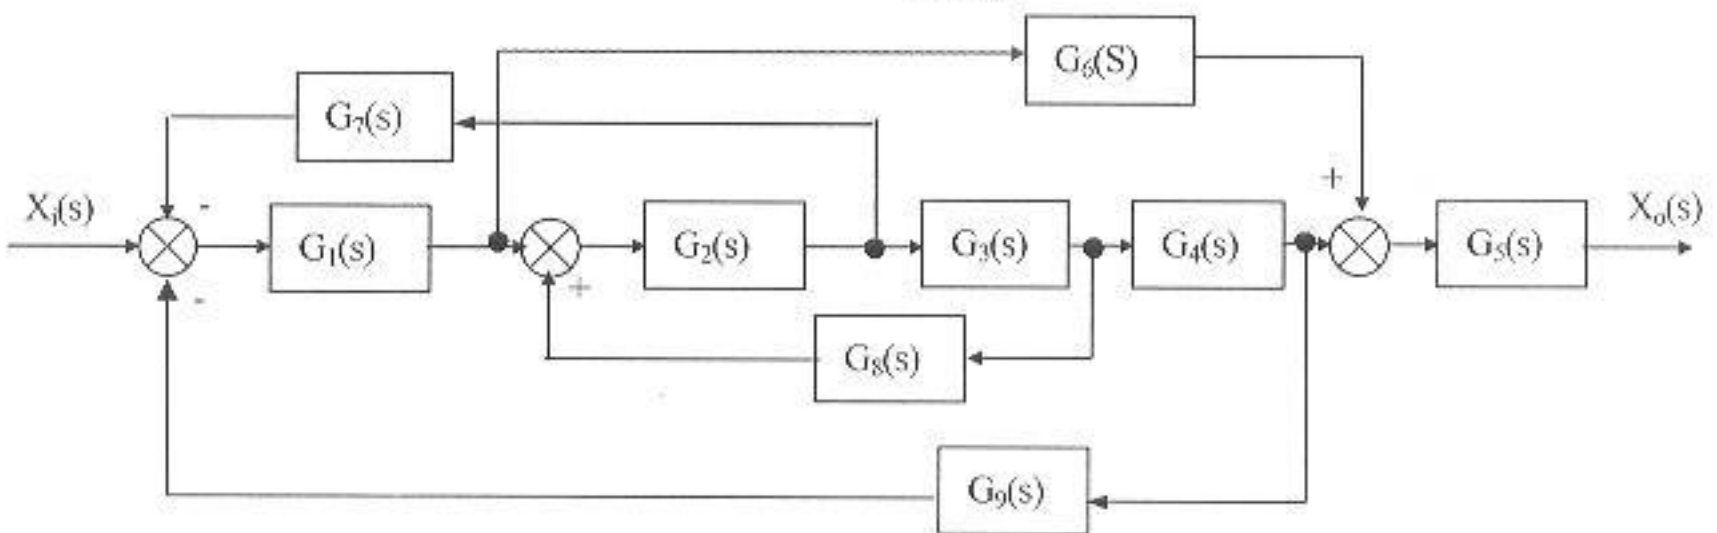 G₆(S)
G₇(s)
+
Xᵢ(s)
-
G₁(s)
G₂(s)
G₃(s)
G₄(s)
G₅(s)
Xₒ(s)
-
+
G₈(s)
G₉(s)